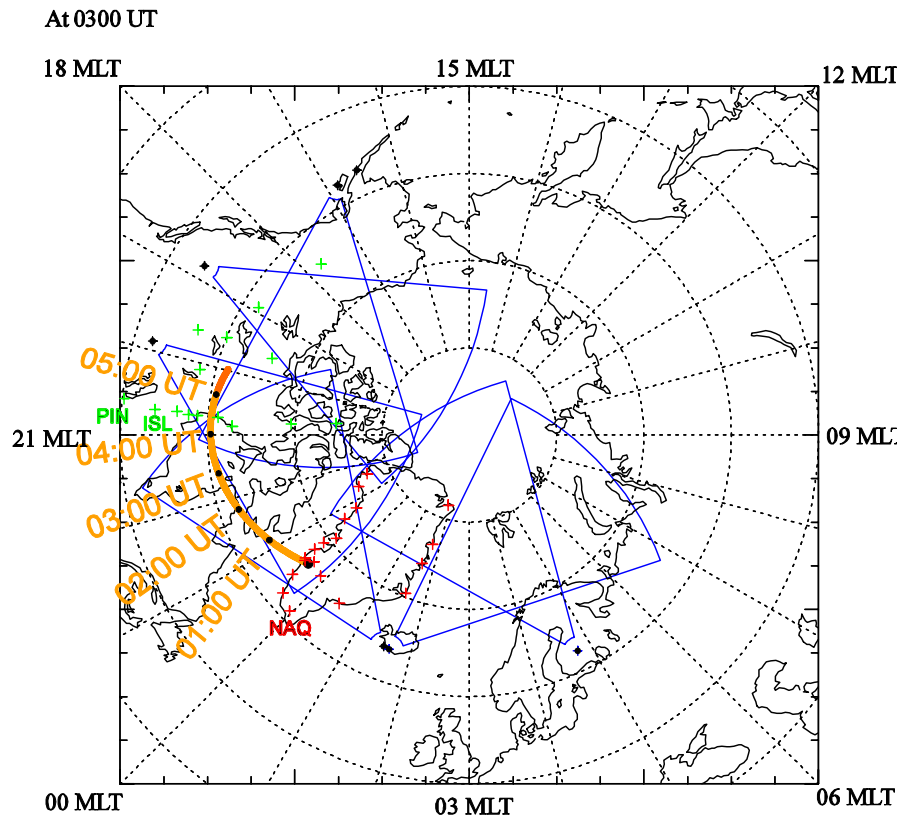 At 0300 UT
18 MLT
15 MLT
12 MLT
05:00 UT
PIN
ISL
21 MLT
04:00 UT
09 MLT
03:00 UT
02:00 UT
01:00 UT
NAQ
00 MLT
03 MLT
06 MLT